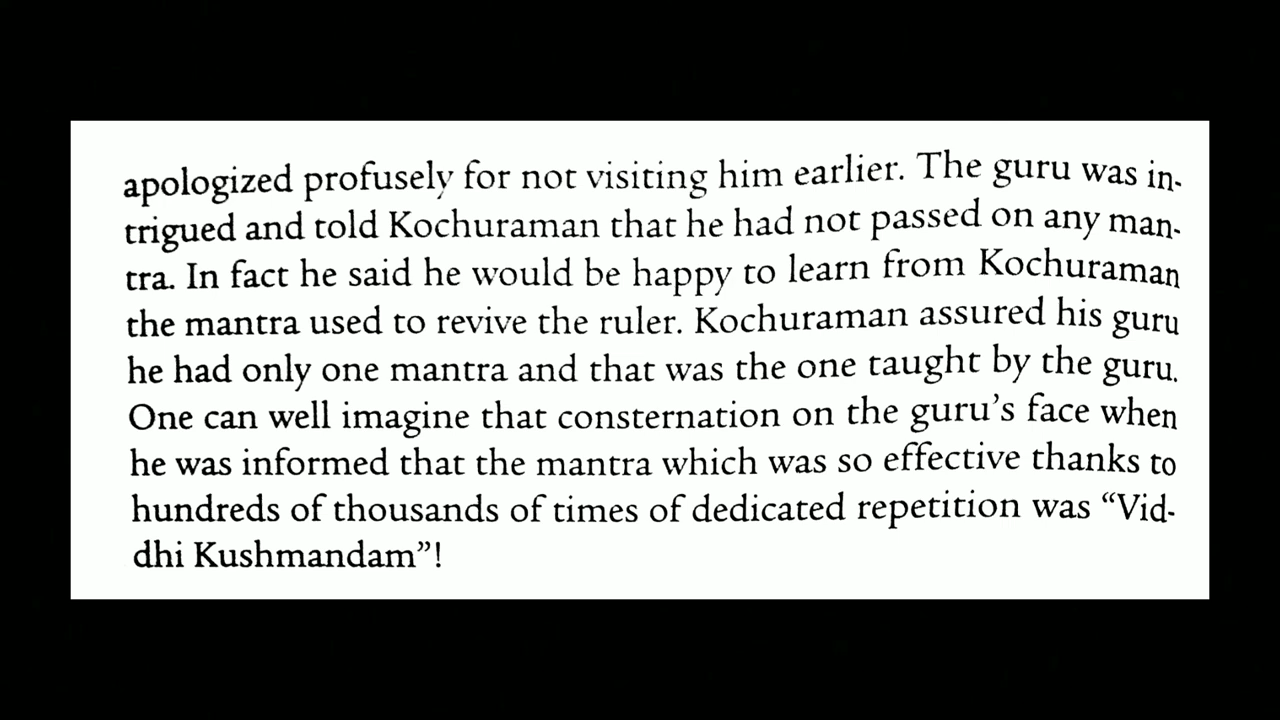 apologized profusely for not visiting him earlier. The guru was in-
trigued and told Kochuraman that he had not passed on any man-
tra. In fact he said he would be happy to learn from Kochuraman
the mantra used to revive the ruler. Kochuraman assured his guru
he had only one mantra and that was the one taught by the guru.
One can well imagine that consternation on the guru's face when
he was informed that the mantra which was so effective thanks to
hundreds of thousands of times of dedicated repetition was “Vid-
dhi Kushmandam”!